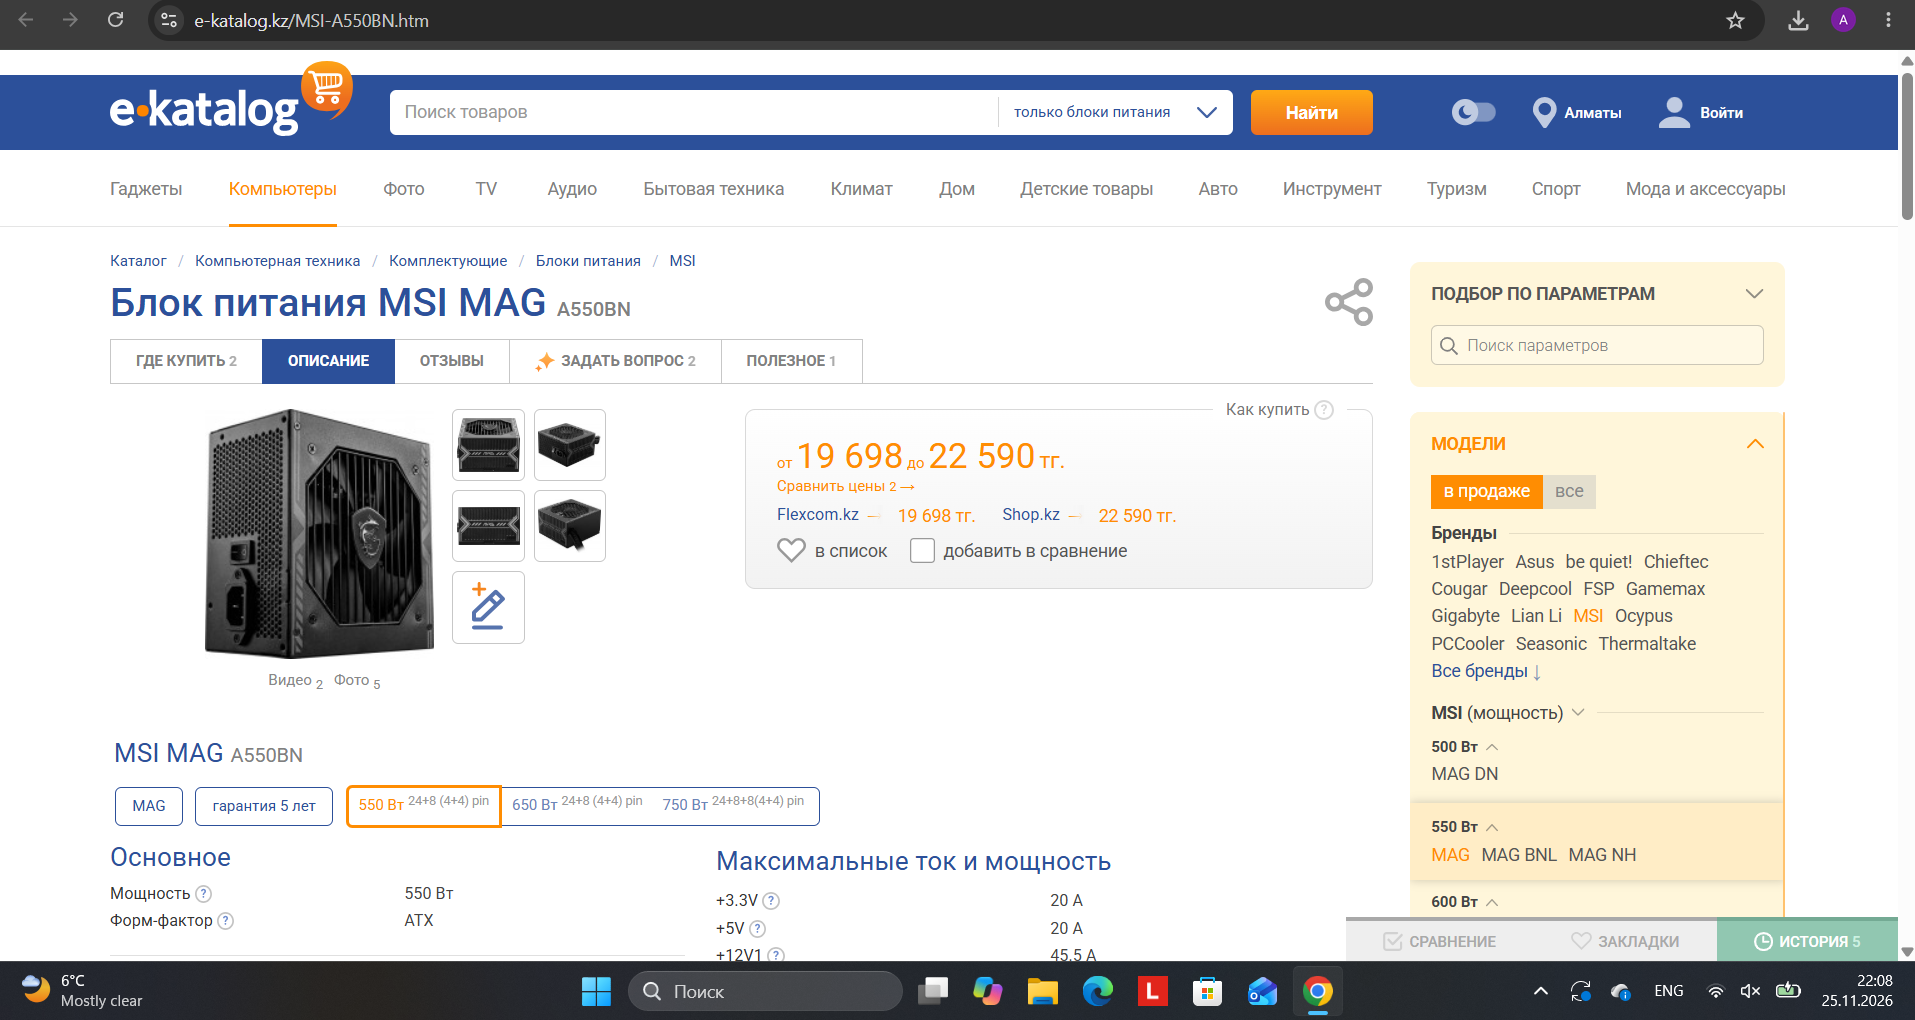 e-katalog.kz/MSI-A550BN.htm
A
e-katalog
Поиск товаров
только блоки питания
Найти
Алматы
Войти
Гаджеты Компьютеры Фото TV Аудио Бытовая техника Климат Дом Детские товары Авто Инструмент Туризм Спорт Мода и аксессуары
Каталог / Компьютерная техника / Комплектующие / Блоки питания / MSI
Блок питания MSI MAG A550BN
ГДЕ КУПИТЬ 2
ОПИСАНИЕ
ОТЗЫВЫ
ЗАДАТЬ ВОПРОС 2
ПОЛЕЗНОЕ 1
Как купить ?
от 19 698 до 22 590 тг.
Сравнить цены 2 →
Flexcom.kz 19 698 тг. Shop.kz 22 590 тг.
в список добавить в сравнение
Видео 2 Фото 5
MSI MAG A550BN
MAG
гарантия 5 лет
550 Вт 24+8 (4+4) pin
650 Вт 24+8 (4+4) pin
750 Вт 24+8+8(4+4) pin
Основное
Мощность ? 550 Вт
Форм-фактор ? ATX
Максимальные ток и мощность
+3.3V ? 20 А
+5V ? 20 А
+12V1 ? 45.5 А
ПОДБОР ПО ПАРАМЕТРАМ
Поиск параметров
МОДЕЛИ
в продаже все
Бренды
1stPlayer Asus be quiet! Chieftec
Cougar Deepcool FSP Gamemax
Gigabyte Lian Li MSI Ocypus
PCCooler Seasonic Thermaltake
Все бренды ↓
MSI (мощность)
500 Вт
MAG DN
550 Вт
MAG MAG BNL MAG NH
600 Вт
СРАВНЕНИЕ
ЗАКЛАДКИ
ИСТОРИЯ 5
6°C
Mostly clear
Поиск
L
ENG
22:08
25.11.2026